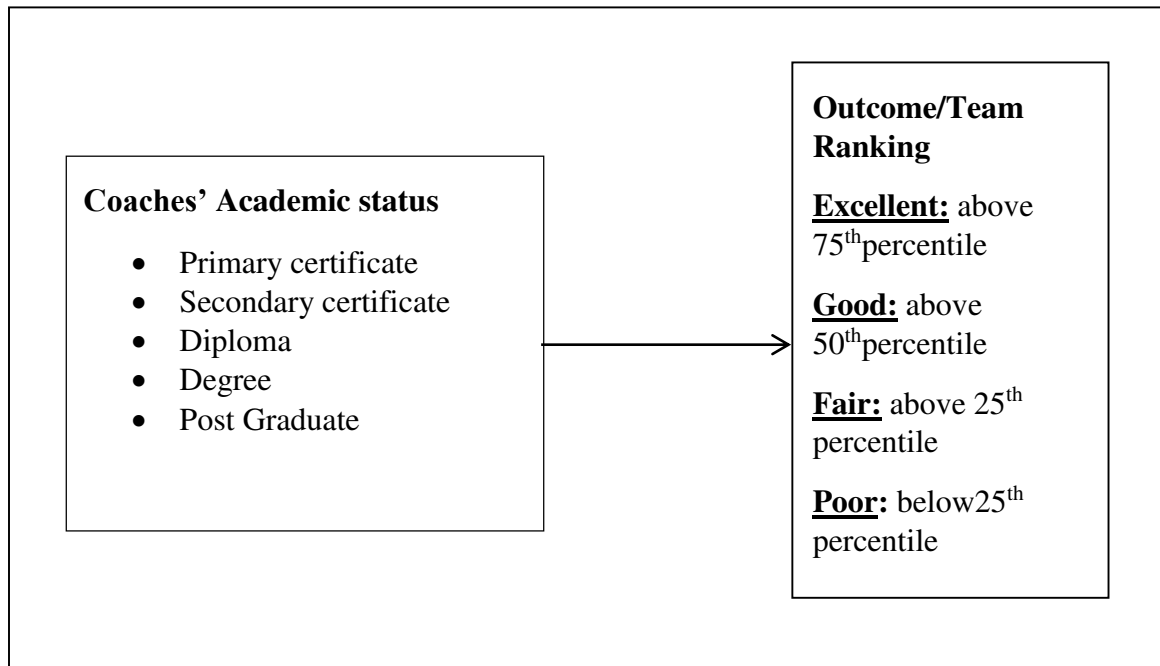 Coaches’ Academic status
• Primary certificate
• Secondary certificate
• Diploma
• Degree
• Post Graduate
Outcome/Team
Ranking
Excellent: above
75thpercentile
Good: above
50thpercentile
Fair: above 25th
percentile
Poor: below25th
percentile